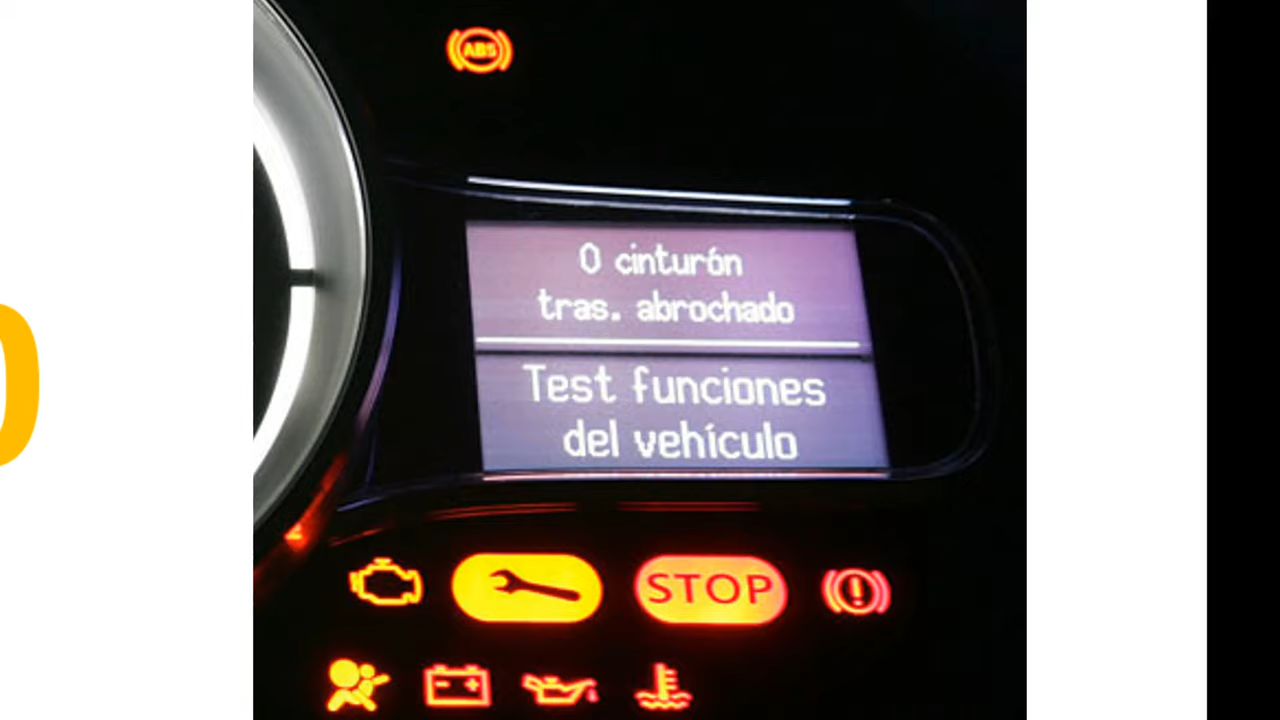 ABS
0 cinturón
tras. abrochado
Test funciones
del vehículo
STOP